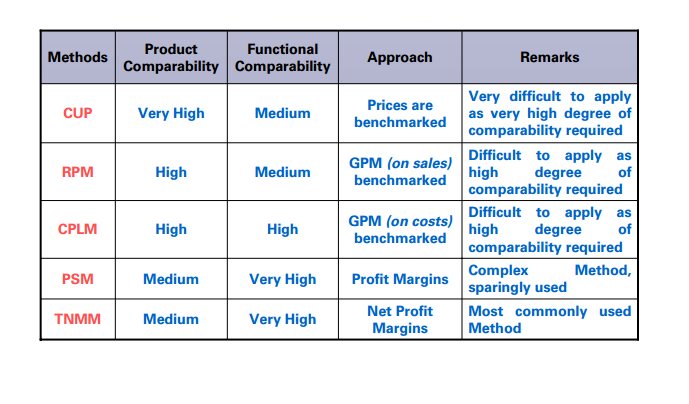 Methods Product Comparability Functional Comparability Approach Remarks
CUP Very High Medium Prices are benchmarked Very difficult to apply as very high degree of comparability required
RPM High Medium GPM (on sales) benchmarked Difficult to apply as high degree of comparability required
CPLM High High GPM (on costs) benchmarked Difficult to apply as high degree of comparability required
PSM Medium Very High Profit Margins Complex Method, sparingly used
TNMM Medium Very High Net Profit Margins Most commonly used Method